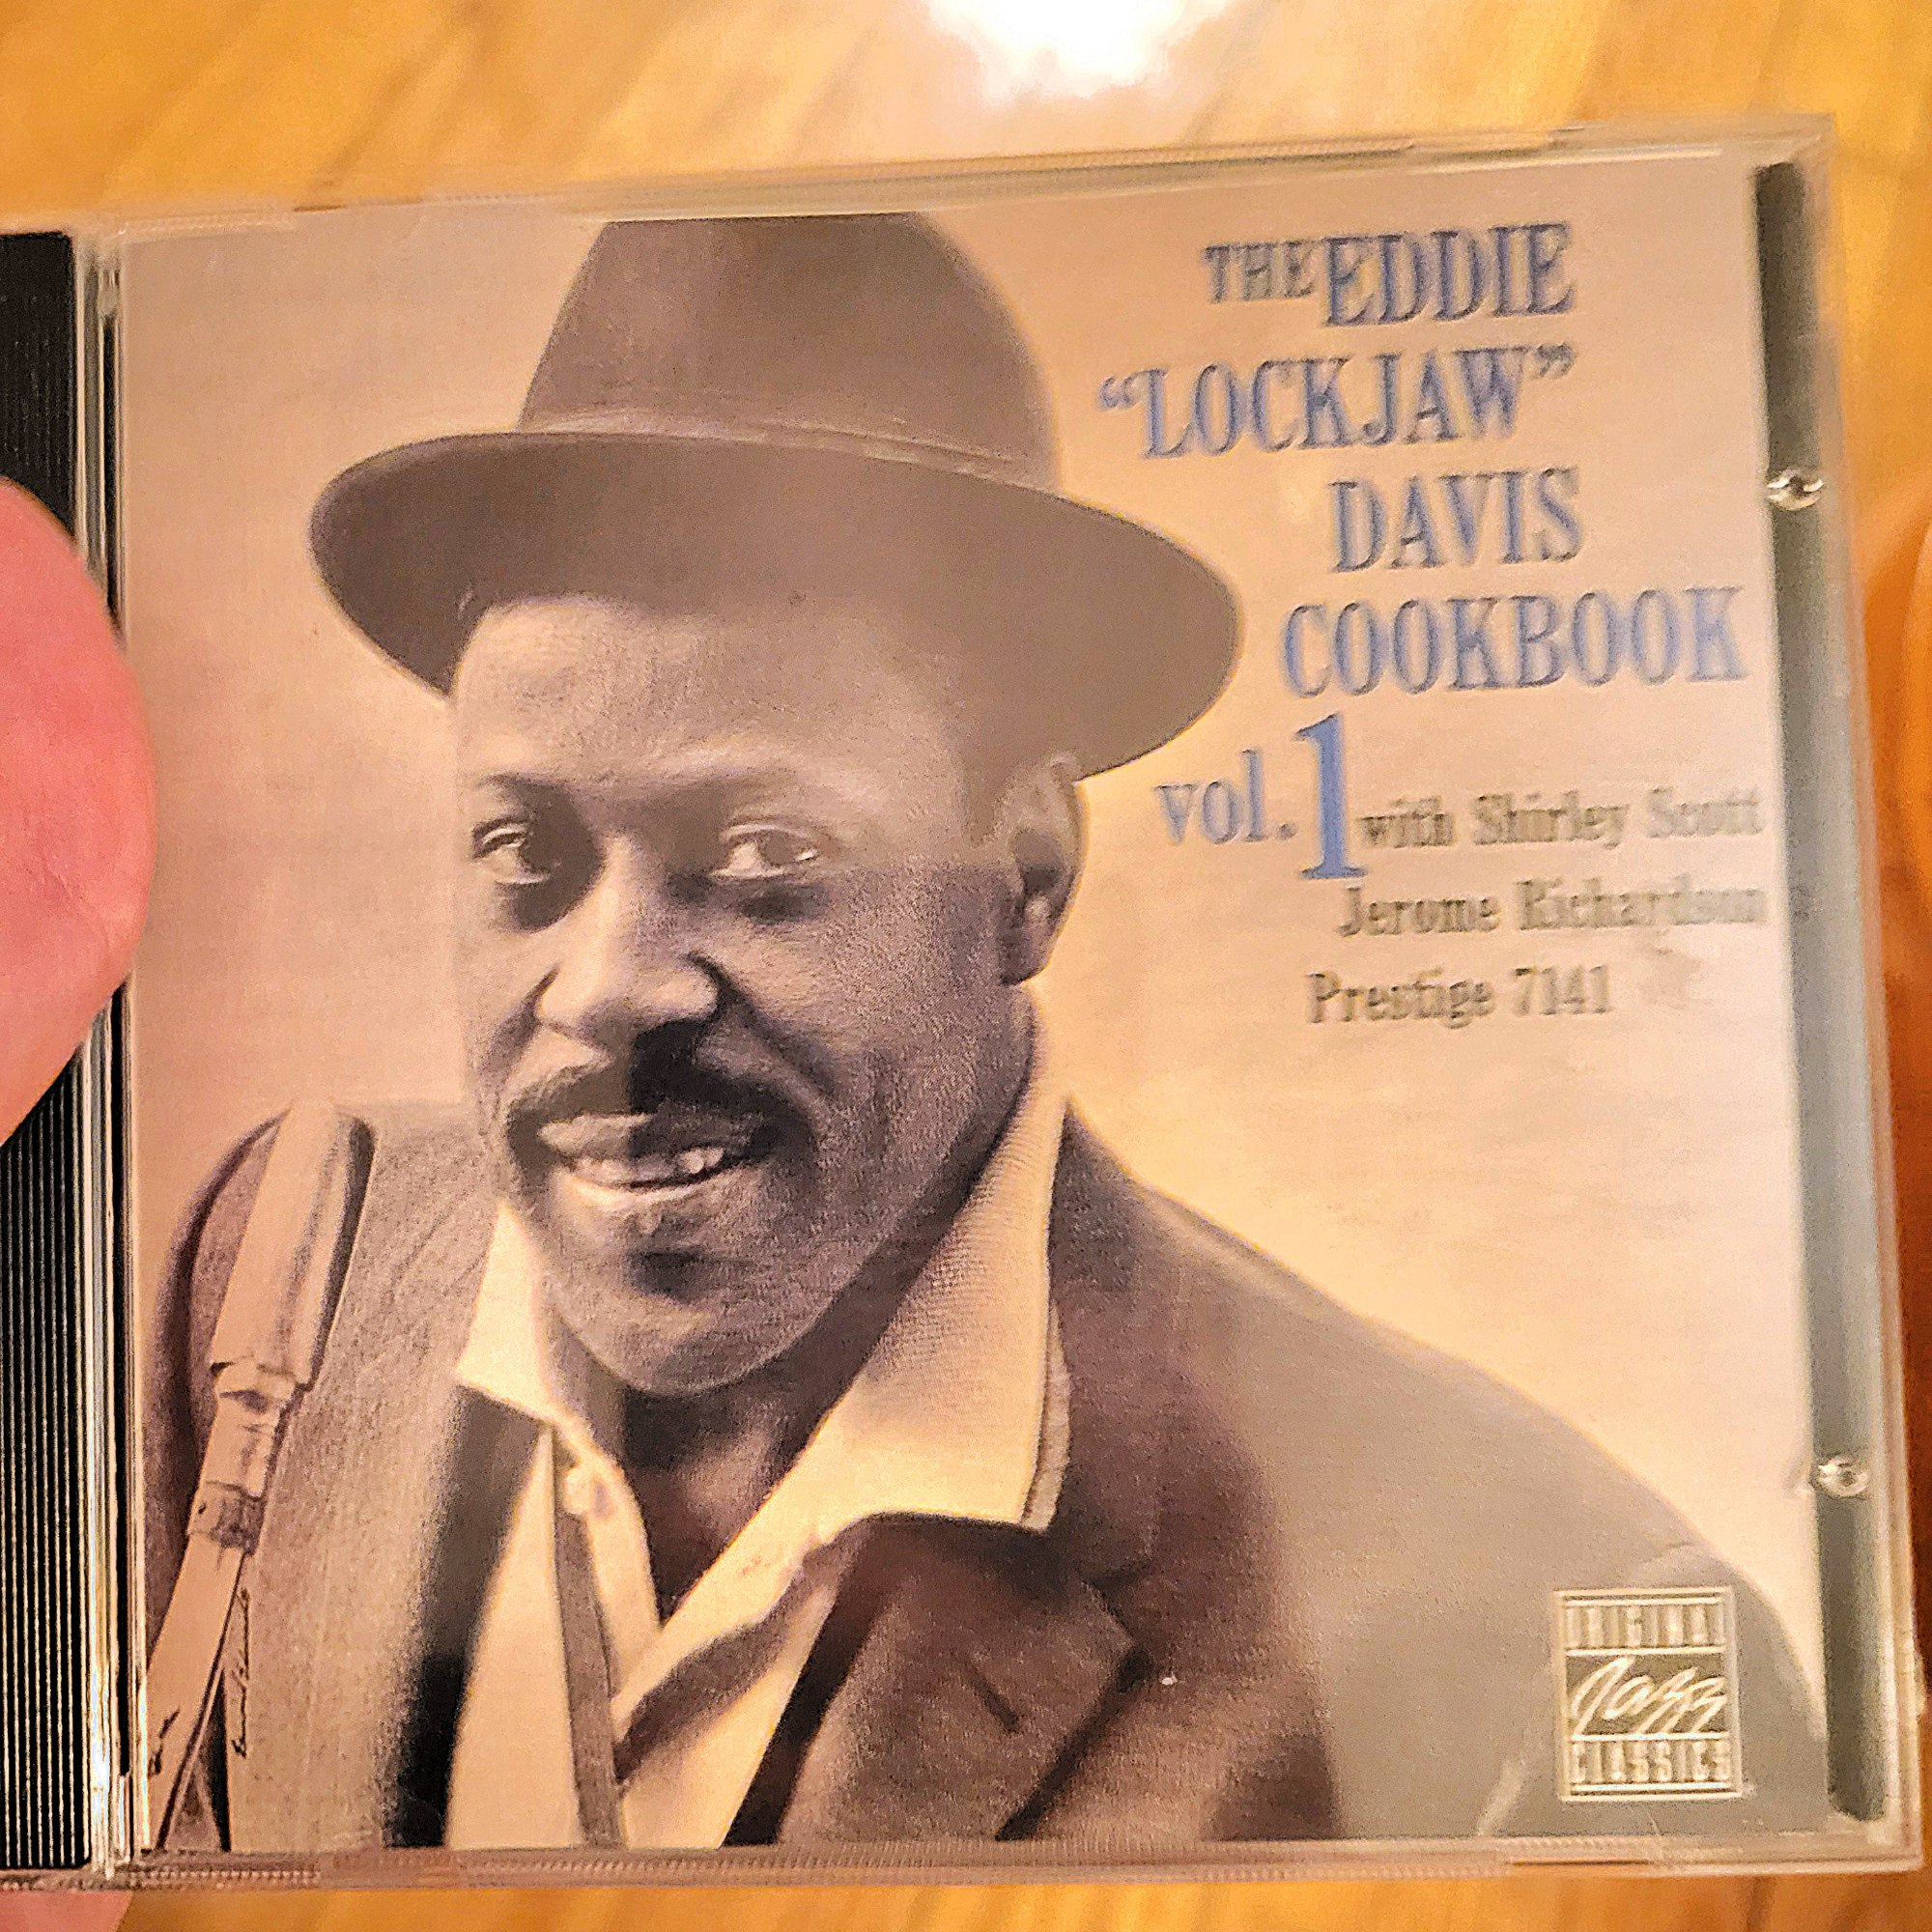 THE EDDIE
“LOCKJAW”
DAVIS
COOKBOOK
vol. 1 with Shirley Scott
Jerome Richardson
Prestige 7141
ORIGINAL
Jazz
CLASSICS